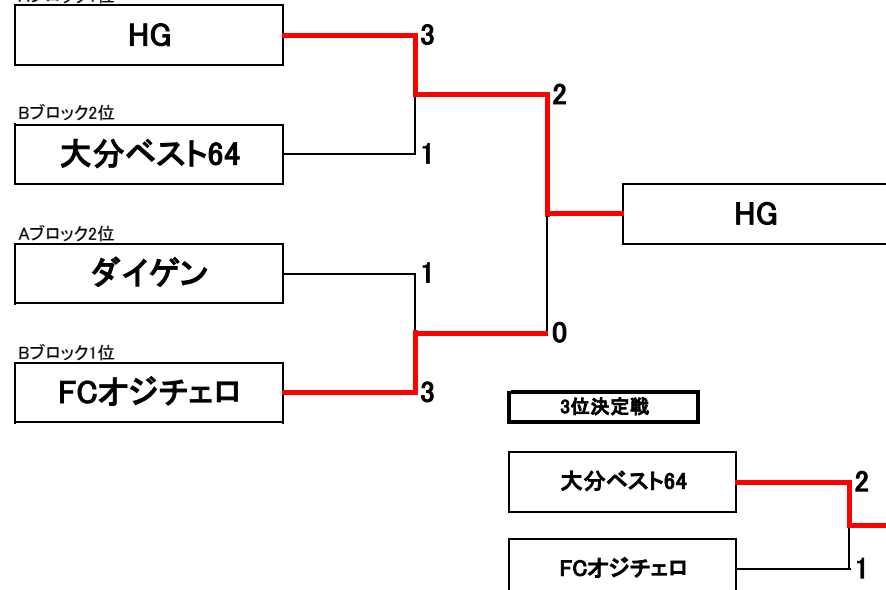 HG
3
2
Bブロック2位
大分ベスト64
1
HG
Aブロック2位
ダイゲン
1
0
Bブロック1位
FCオジチェロ
3
3位決定戦
大分ベスト64
2
FCオジチェロ
1